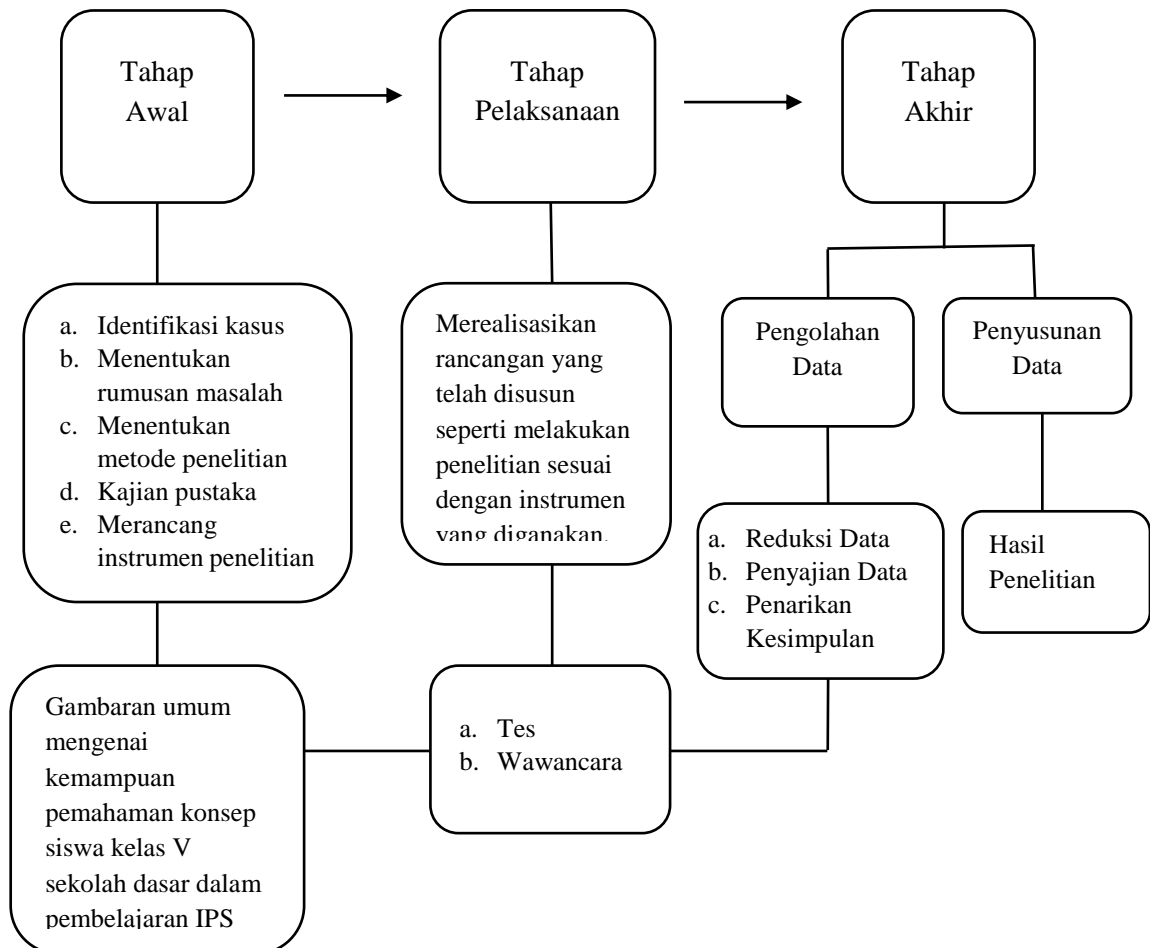 Tahap
Awal
Tahap
Pelaksanaan
Tahap
Akhir
a. Identifikasi kasus
b. Menentukan
rumusan masalah
c. Menentukan
metode penelitian
d. Kajian pustaka
e. Merancang
instrumen penelitian
Merealisasikan
rancangan yang
telah disusun
seperti melakukan
penelitian sesuai
dengan instrumen
yang diganakan.
Pengolahan
Data
Penyusunan
Data
a. Reduksi Data
b. Penyajian Data
c. Penarikan
Kesimpulan
Hasil
Penelitian
Gambaran umum
mengenai
kemampuan
pemahaman konsep
siswa kelas V
sekolah dasar dalam
pembelajaran IPS
a. Tes
b. Wawancara